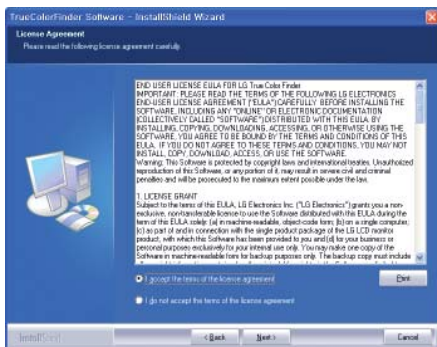 TrueColorFinder Software - InstallShield Wizard
License Agreement
Please read the following license agreement carefully.
END USER LICENSE EULA FOR LG True Color Finder
IMPORTANT: PLEASE READ THE TERMS OF THE FOLLOWING LG ELECTRONICS
END-USER LICENSE AGREEMENT ("EULA") CAREFULLY BEFORE INSTALLING THE
SOFTWARE, INCLUDING ANY "ONLINE" OR ELECTRONIC DOCUMENTATION
(COLLECTIVELY CALLED "SOFTWARE") DISTRIBUTED WITH THIS EULA. BY
INSTALLING, COPYING, DOWNLOADING, ACCESSING, OR OTHERWISE USING THE
SOFTWARE, YOU AGREE TO BE BOUND BY THE TERMS AND CONDITIONS OF THIS
EULA. IF YOU DO NOT AGREE TO THESE TERMS AND CONDITIONS, YOU MAY NOT
INSTALL, COPY, DOWNLOAD, ACCESS, OR USE THE SOFTWARE.
Warning: This Software is protected by copyright laws and international treaties. Unauthorized
reproduction of this Software, or any portion of it, may result in severe civil and criminal
penalties and will be prosecuted to the maximum extent possible under the law.
1. LICENSE GRANT
Subject to the terms of this EULA, LG Electronics Inc. ("LG Electronics") grants you a non-
exclusive, non-transferable license to use the Software distributed with this EULA during the
term of this EULA solely: (a) in machine-readable, object-code form; (b) on a single computer;
(c) as part of and in connection with the single product package of the LG LCD monitor
product, with which this Software has been provided to you and (d) for your business or
personal purposes exclusively for your internal use only. You may make one copy of the
Software in machine-readable form for backup purposes only. The backup copy must include
I accept the terms of the license agreement
Print
I do not accept the terms of the license agreement
InstallShield
< Back
Next >
Cancel